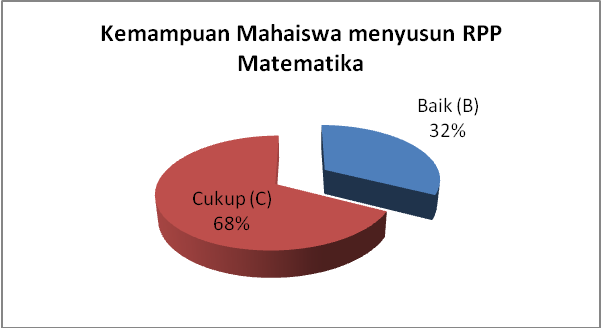 Kemampuan Mahaiswa menyusun RPP
Matematika
Baik (B)
32%
Cukup (C)
68%